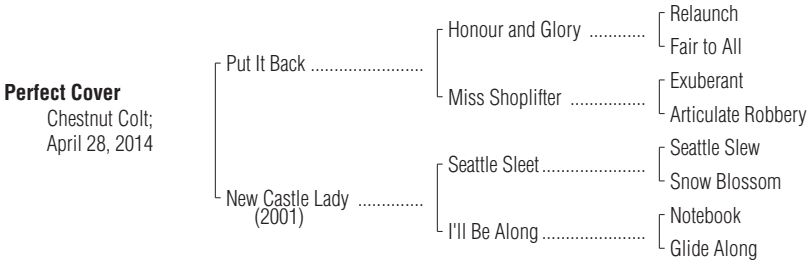 Relaunch
Honour and Glory ............
Fair to All
Put It Back .......................
Exuberant
Miss Shoplifter ................
Articulate Robbery
Perfect Cover
Chestnut Colt;
April 28, 2014
Seattle Slew
Seattle Sleet......................
Snow Blossom
New Castle Lady ..............
(2001)
Notebook
I'll Be Along......................
Glide Along